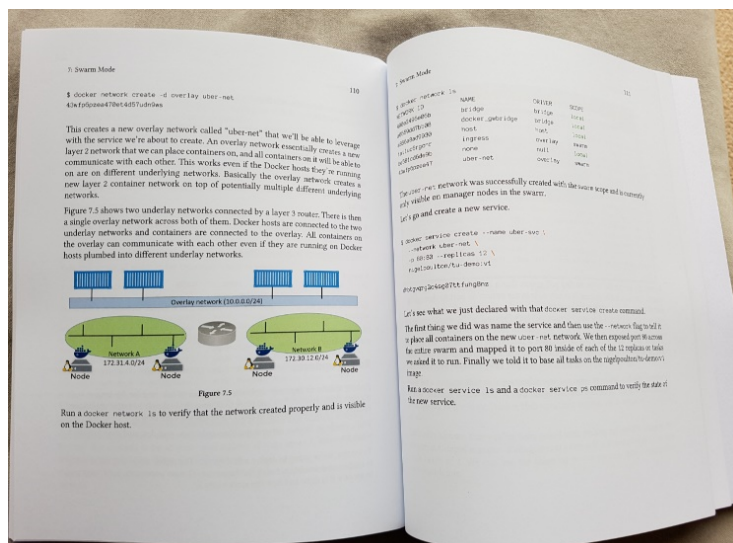 7: Swarm Mode
110
$ docker network create -d overlay uber-net
This creates a new overlay network called "uber-net" that we'll be able to leverage
with the service we're about to create. An overlay network essentially creates a new
layer 2 network that we can place containers on, and all containers on it will be able to
communicate with each other. This works even if the Docker hosts they're running
on are on different underlying networks. Basically the overlay network creates a
new layer 2 container network on top of potentially multiple different underlying
networks.
Figure 7.5 shows two underlay networks connected by a layer 3 router. There is then
a single overlay network across both of them. Docker hosts are connected to the two
underlay networks and containers are connected to the overlay. All containers on
the overlay can communicate with each other even if they are running on Docker
hosts plumbed into different underlay networks.
Overlay network (10.0.0.0/24)
Network A
172.31.4.0/24
Node
Node
Network B
172.30.12.0/24
Node
Node
Figure 7.5
Run a docker network ls to verify that the network created properly and is visible
on the Docker host.
7: Swarm Mode
111
$ docker network ls
NETWORK ID NAME DRIVER SCOPE
bridge bridge local
docker_gwbridge bridge local
host host local
ingress overlay swarm
none null local
uber-net overlay swarm
The uber-net network was successfully created with the swarm scope and is currently
only visible on manager nodes in the swarm.
Let's go and create a new service.
$ docker service create --name uber-svc \
--network uber-net \
-p 80:80 --replicas 12 \
nigelpoulton/tu-demo:v1
Let's see what we just declared with that docker service create command.
The first thing we did was name the service and then use the --network flag to tell it
to place all containers on the new uber-net network. We then exposed port 80 across
the entire swarm and mapped it to port 80 inside of each of the 12 replicas or tasks
we asked it to run. Finally we told it to base all tasks on the nigelpoulton/tu-demo:v1
image
Run a docker service ls and a docker service ps command to verify the state of
the new service.